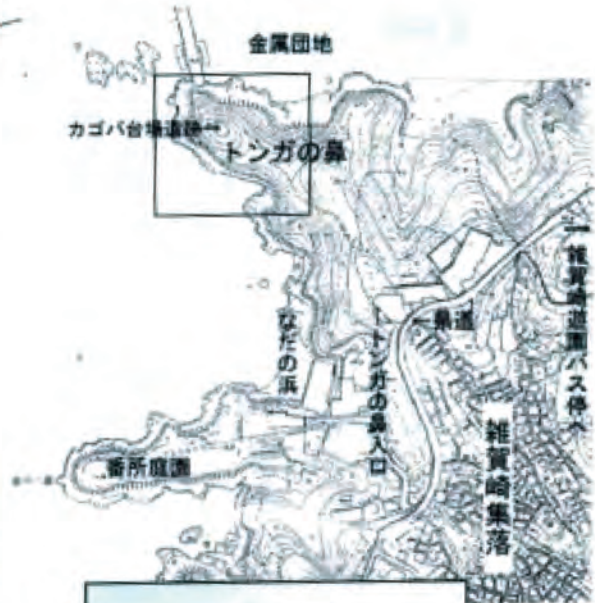 金属団地
カゴバ台場遺跡→
トンガの鼻
雑賀崎遊園バス停へ
←県道
なだの浜
トンガの鼻入口
番所庭園
雑賀崎集落